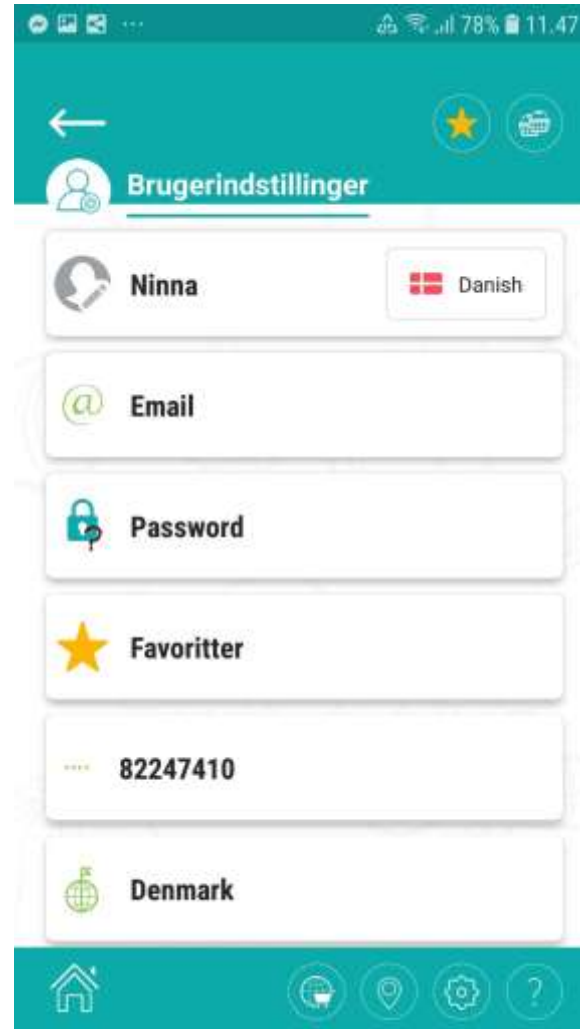 78% 11.47
Brugerindstillinger
Ninna
Danish
Email
Password
Favoritter
82247410
Denmark